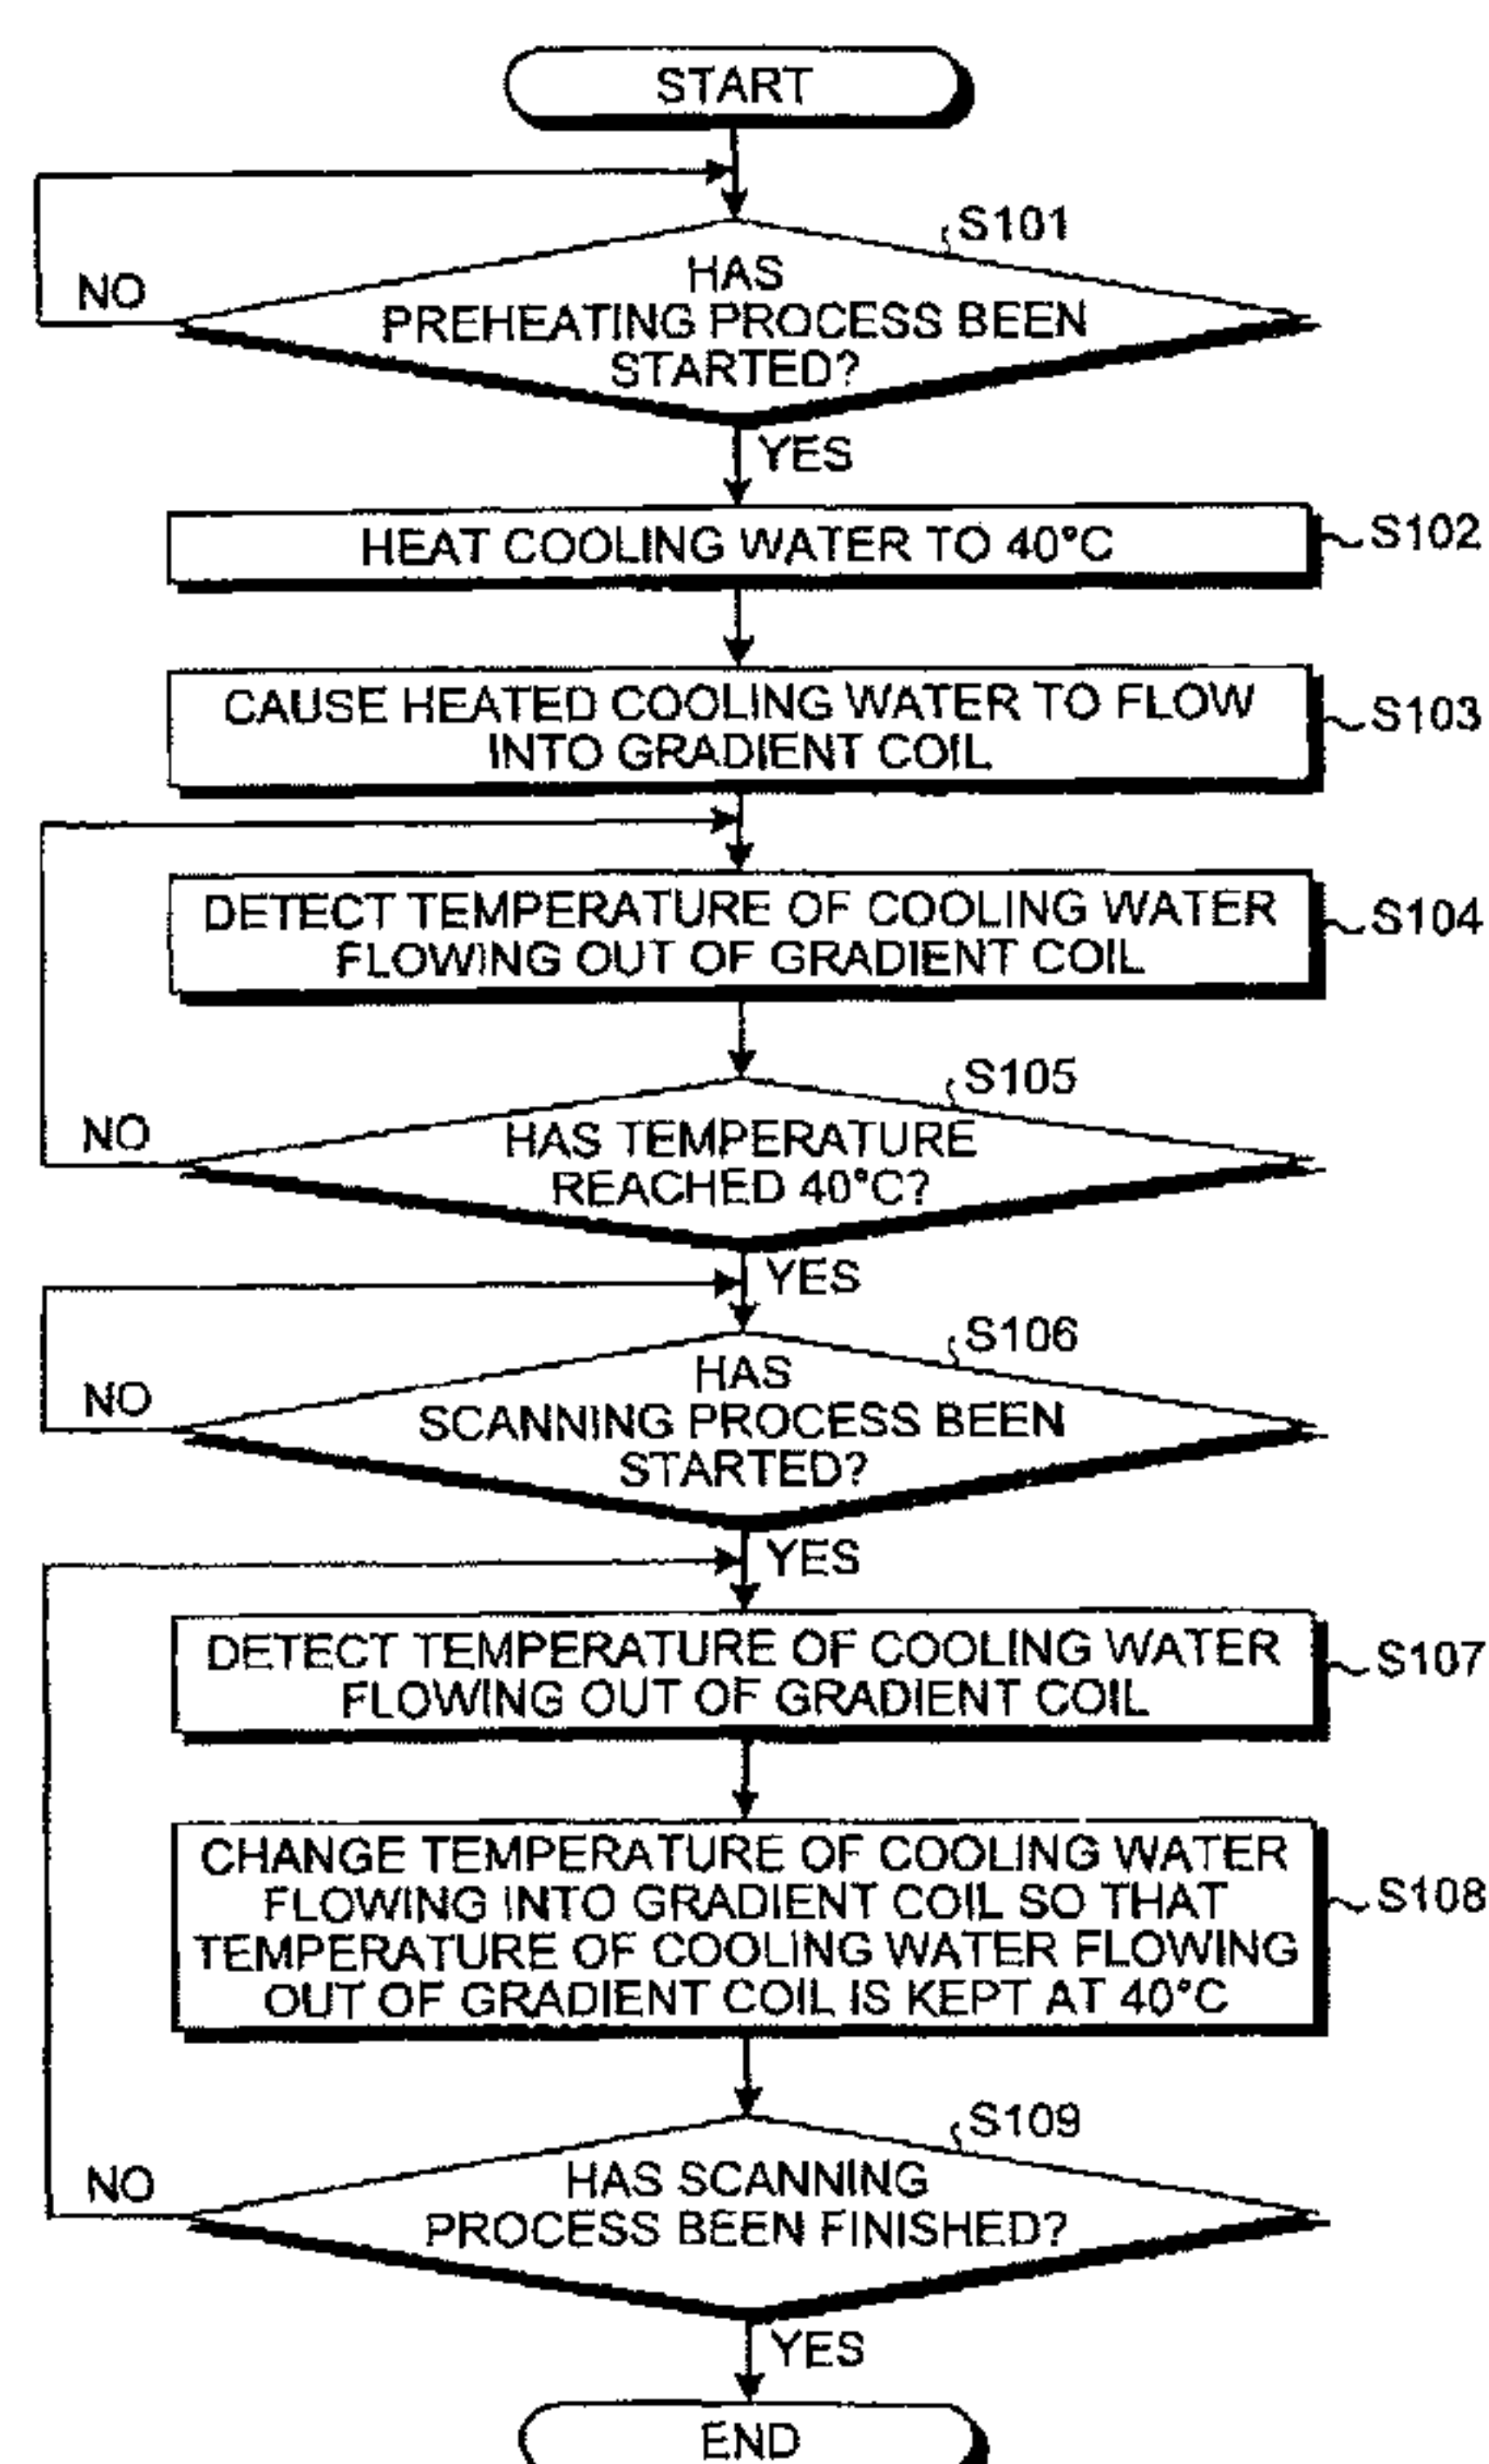 START
S101
HAS
PREHEATING PROCESS BEEN
STARTED?
NO
YES
HEAT COOLING WATER TO 40°C
S102
CAUSE HEATED COOLING WATER TO FLOW
INTO GRADIENT COIL
S103
DETECT TEMPERATURE OF COOLING WATER
FLOWING OUT OF GRADIENT COIL
S104
S105
HAS TEMPERATURE
REACHED 40°C?
NO
YES
S106
HAS
SCANNING PROCESS BEEN
STARTED?
NO
YES
DETECT TEMPERATURE OF COOLING WATER
FLOWING OUT OF GRADIENT COIL
S107
CHANGE TEMPERATURE OF COOLING WATER
FLOWING INTO GRADIENT COIL SO THAT
TEMPERATURE OF COOLING WATER FLOWING
OUT OF GRADIENT COIL IS KEPT AT 40°C
S108
S109
HAS SCANNING
PROCESS BEEN FINISHED?
NO
YES
END